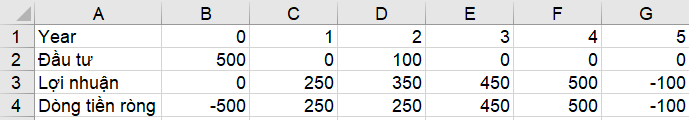 A B C D E F G
1 Year 0 1 2 3 4 5
2 Đầu tư 500 0 100 0 0 0
3 Lợi nhuận 0 250 350 450 500 -100
4 Dòng tiền ròng -500 250 250 450 500 -100